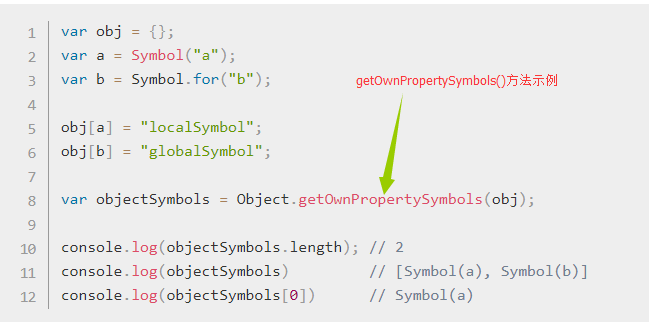 1 var obj = {};
2 var a = Symbol("a");
3 var b = Symbol.for("b");
getOwnPropertySymbols()方法示例
4
5 obj[a] = "localSymbol";
6 obj[b] = "globalSymbol";
7
8 var objectSymbols = Object.getOwnPropertySymbols(obj);
9
10 console.log(objectSymbols.length); // 2
11 console.log(objectSymbols) // [Symbol(a), Symbol(b)]
12 console.log(objectSymbols[0]) // Symbol(a)